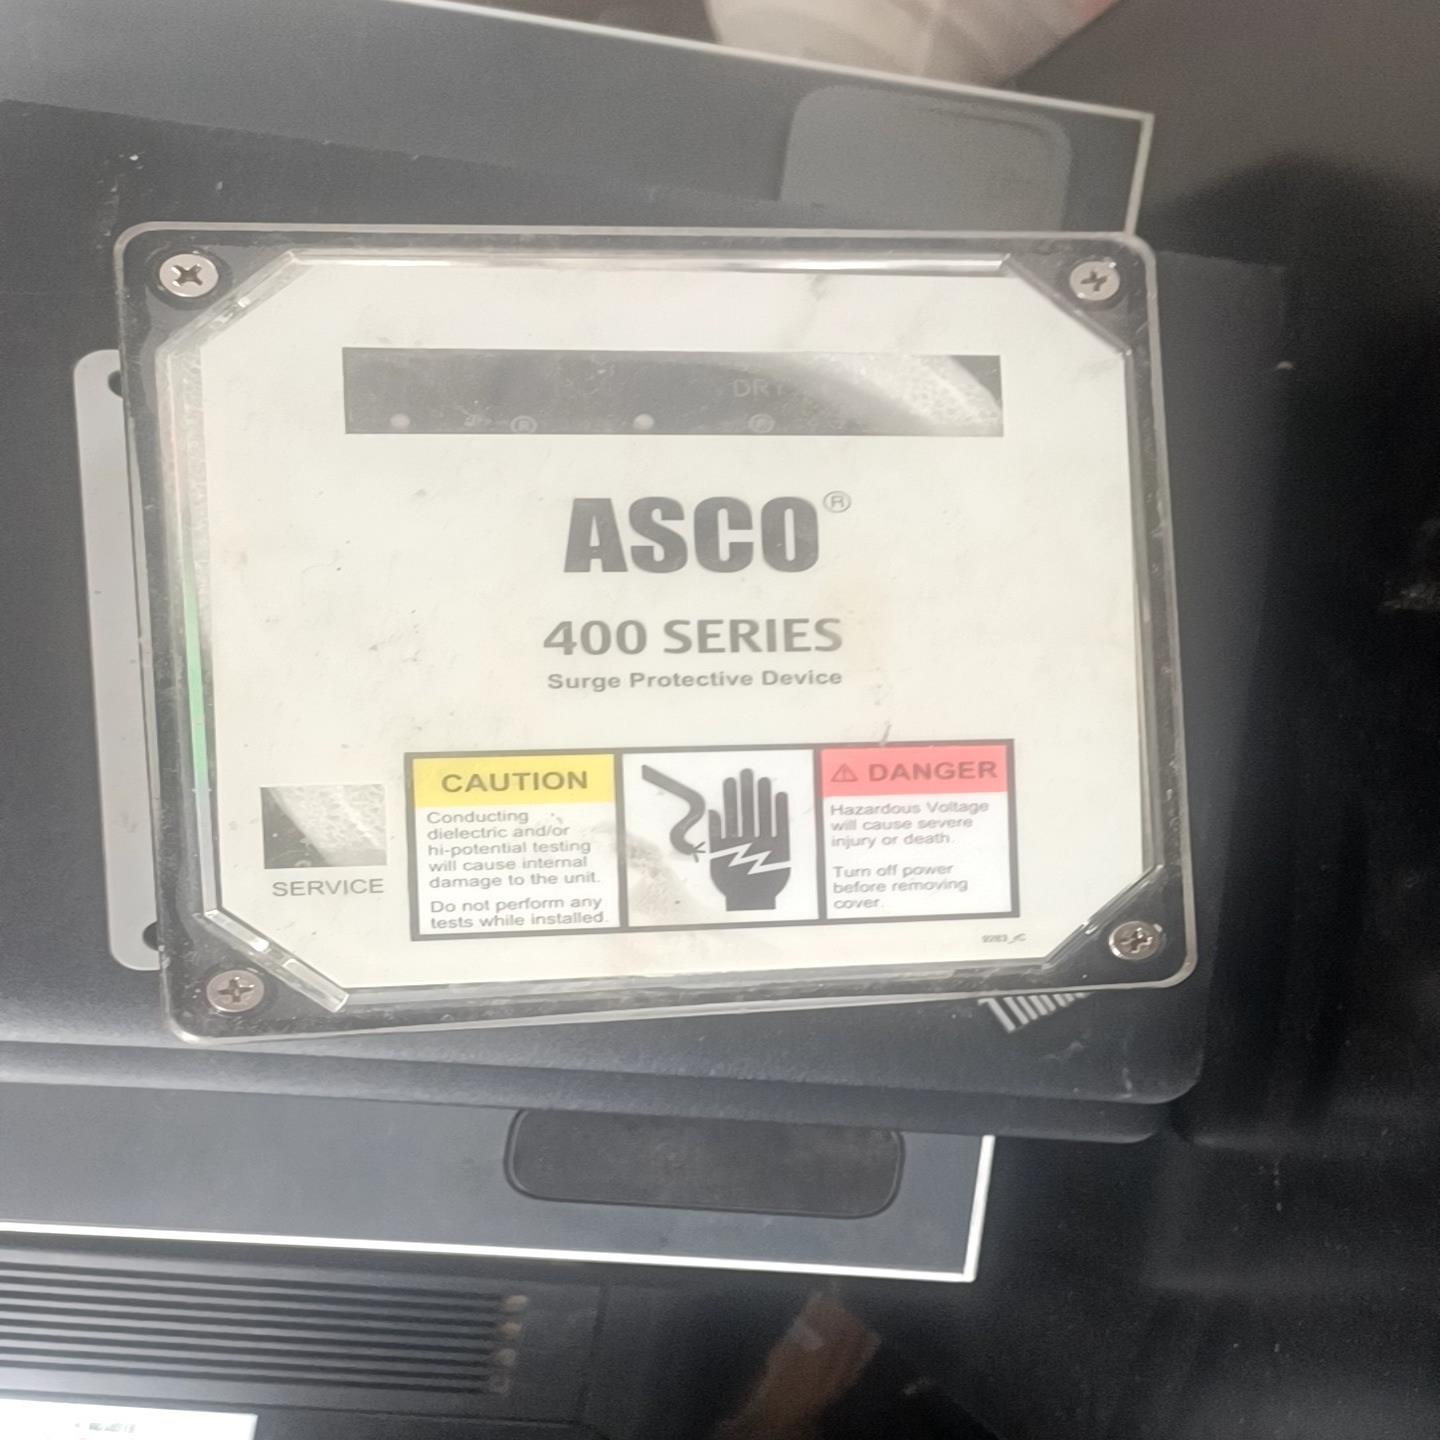 ASCO®
400 SERIES
Surge Protective Device
CAUTION
Conducting
dielectric and/or
hi-potential testing
will cause internal
damage to the unit.
Do not perform any
tests while installed.
⚠ DANGER
Hazardous Voltage
will cause severe
injury or death.
Turn off power
before removing
cover.
SERVICE